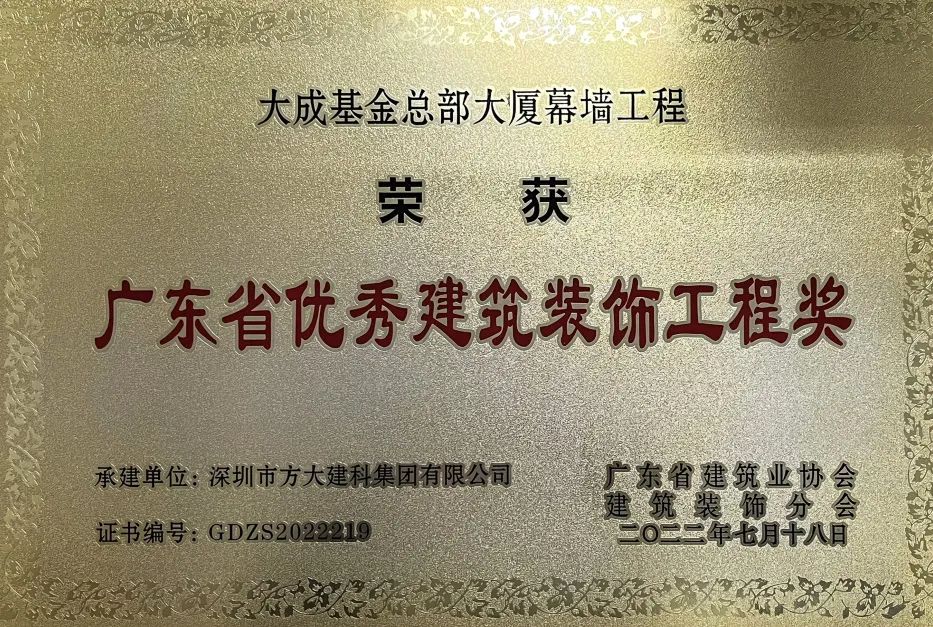 大成基金总部大厦幕墙工程
荣 获
广东省优秀建筑装饰工程奖
承建单位：深圳市方大建科集团有限公司
证书编号：GDZS2022219
广东省建筑业协会
建筑装饰分会
二〇二二年七月十八日